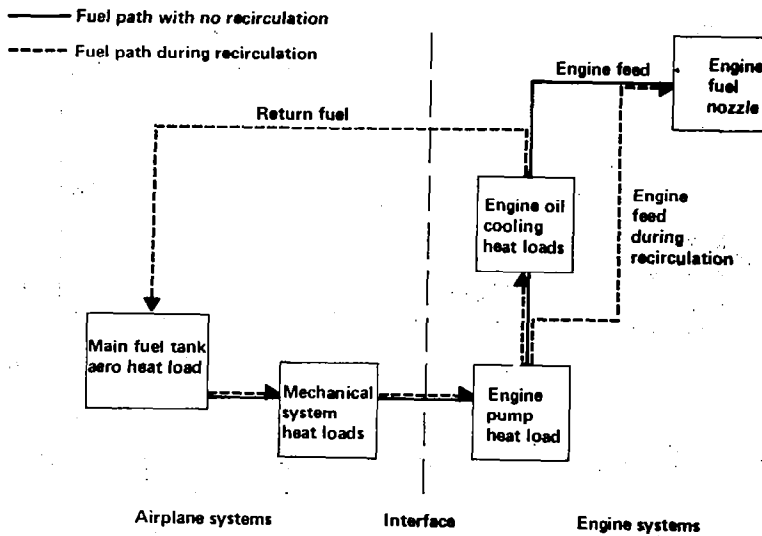 Fuel path with no recirculation
Fuel path during recirculation
Engine feed
Engine
fuel
nozzle
Return fuel
Engine oil
cooling
heat loads
Engine
feed
during
recirculation
Main fuel tank
aero heat load
Mechanical
system
heat loads
Engine
pump
heat load
Airplane systems
Interface
Engine systems